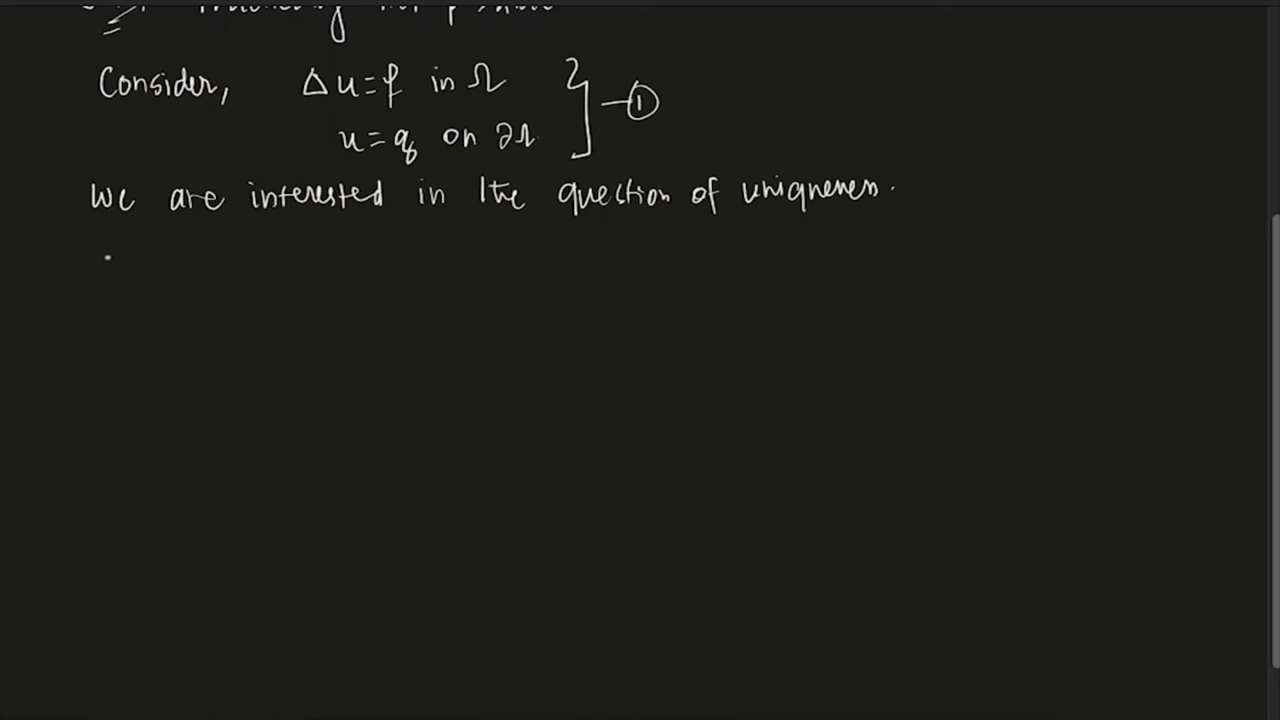 Consider, Δu=f in Ω
u=g on ∂Ω } —①
We are interested in the question of uniqueness.